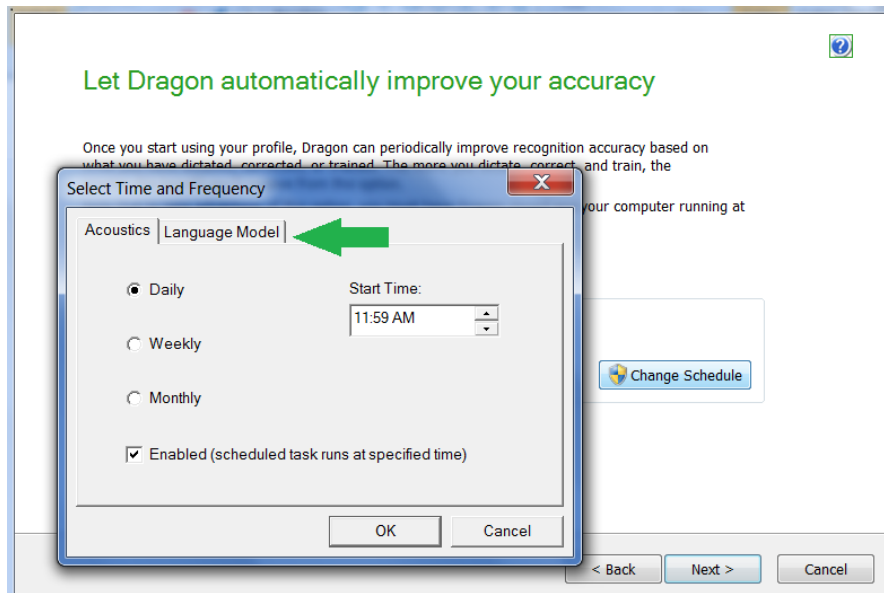 Let Dragon automatically improve your accuracy
Once you start using your profile, Dragon can periodically improve recognition accuracy based on
what you have dictated, corrected, or trained. The more you dictate, correct, and train, the
your computer running at
Select Time and Frequency
Acoustics Language Model
Daily Start Time:
11:59 AM
Weekly
Change Schedule
Monthly
Enabled (scheduled task runs at specified time)
OK Cancel
< Back Next > Cancel